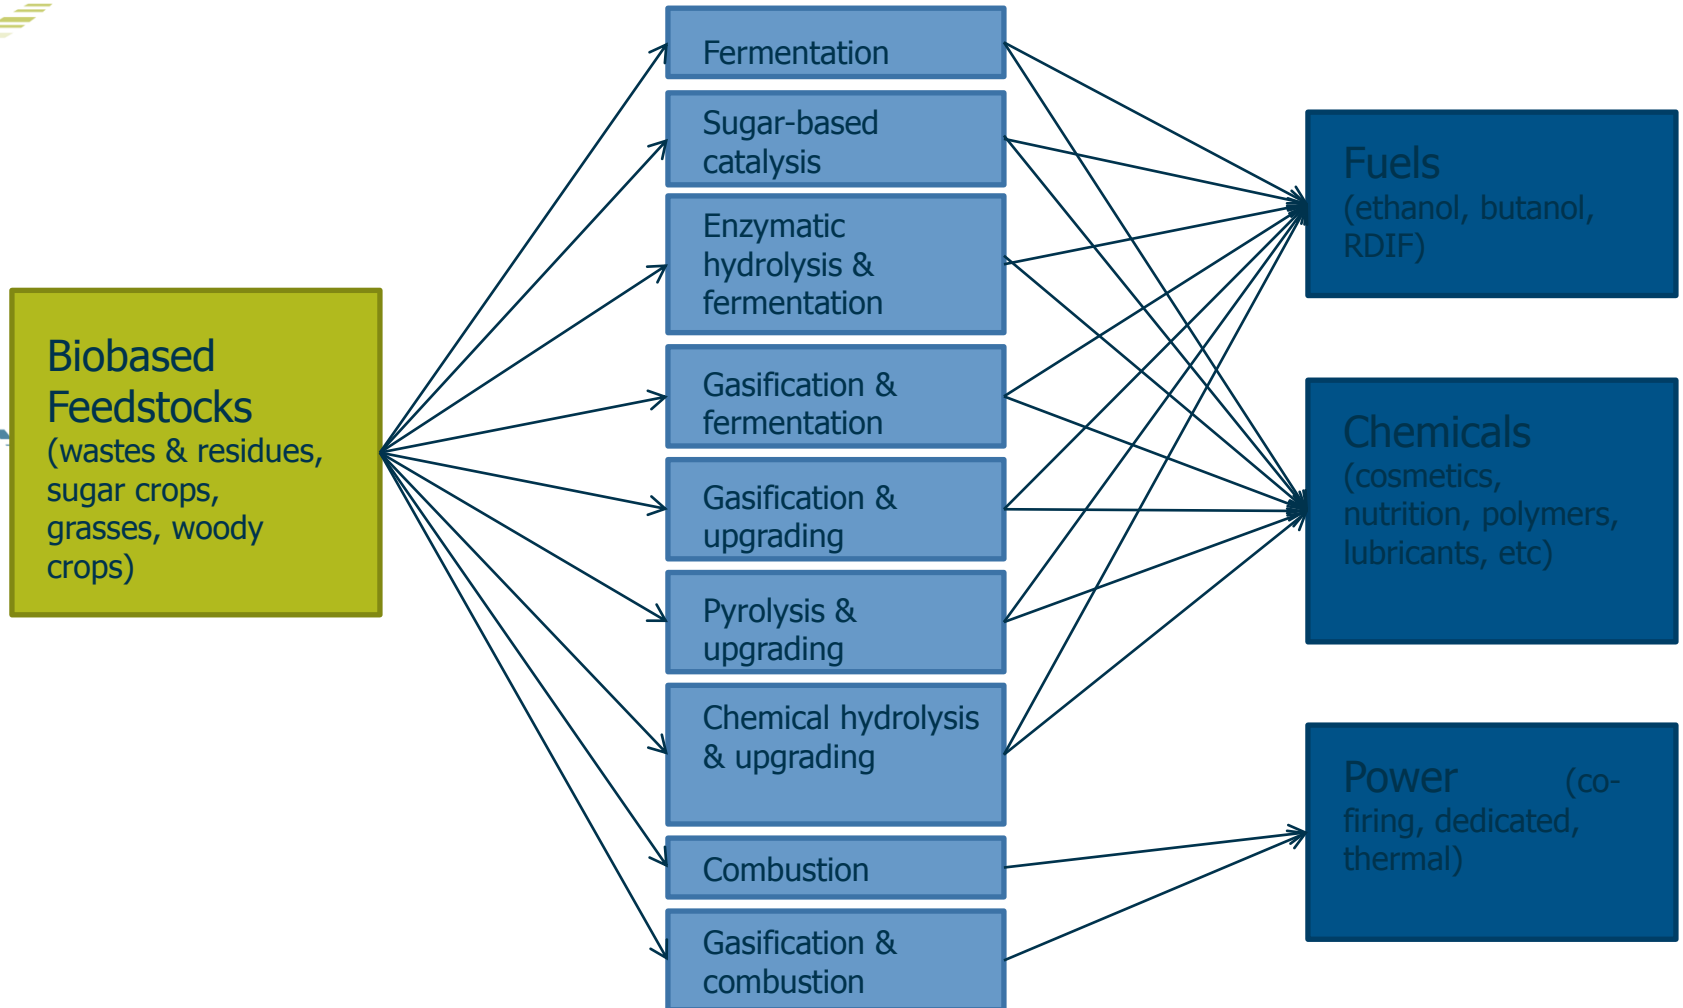 Fermentation
Sugar-based
catalysis
Enzymatic
hydrolysis &
fermentation
Gasification &
fermentation
Gasification &
upgrading
Pyrolysis &
upgrading
Chemical hydrolysis
& upgrading
Combustion
Gasification &
combustion
Biobased
Feedstocks
(wastes & residues,
sugar crops,
grasses, woody
crops)
Fuels
(ethanol, butanol,
RDIF)
Chemicals
(cosmetics,
nutrition, polymers,
lubricants, etc)
Power (co-
firing, dedicated,
thermal)